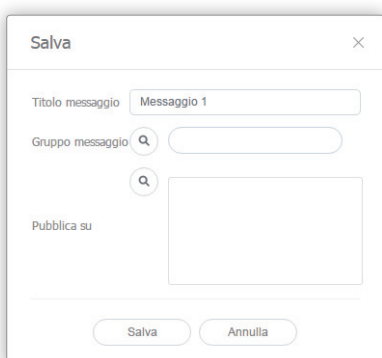 Salva
Titolo messaggio Messaggio 1
Gruppo messaggio
Pubblica su
Salva Annulla